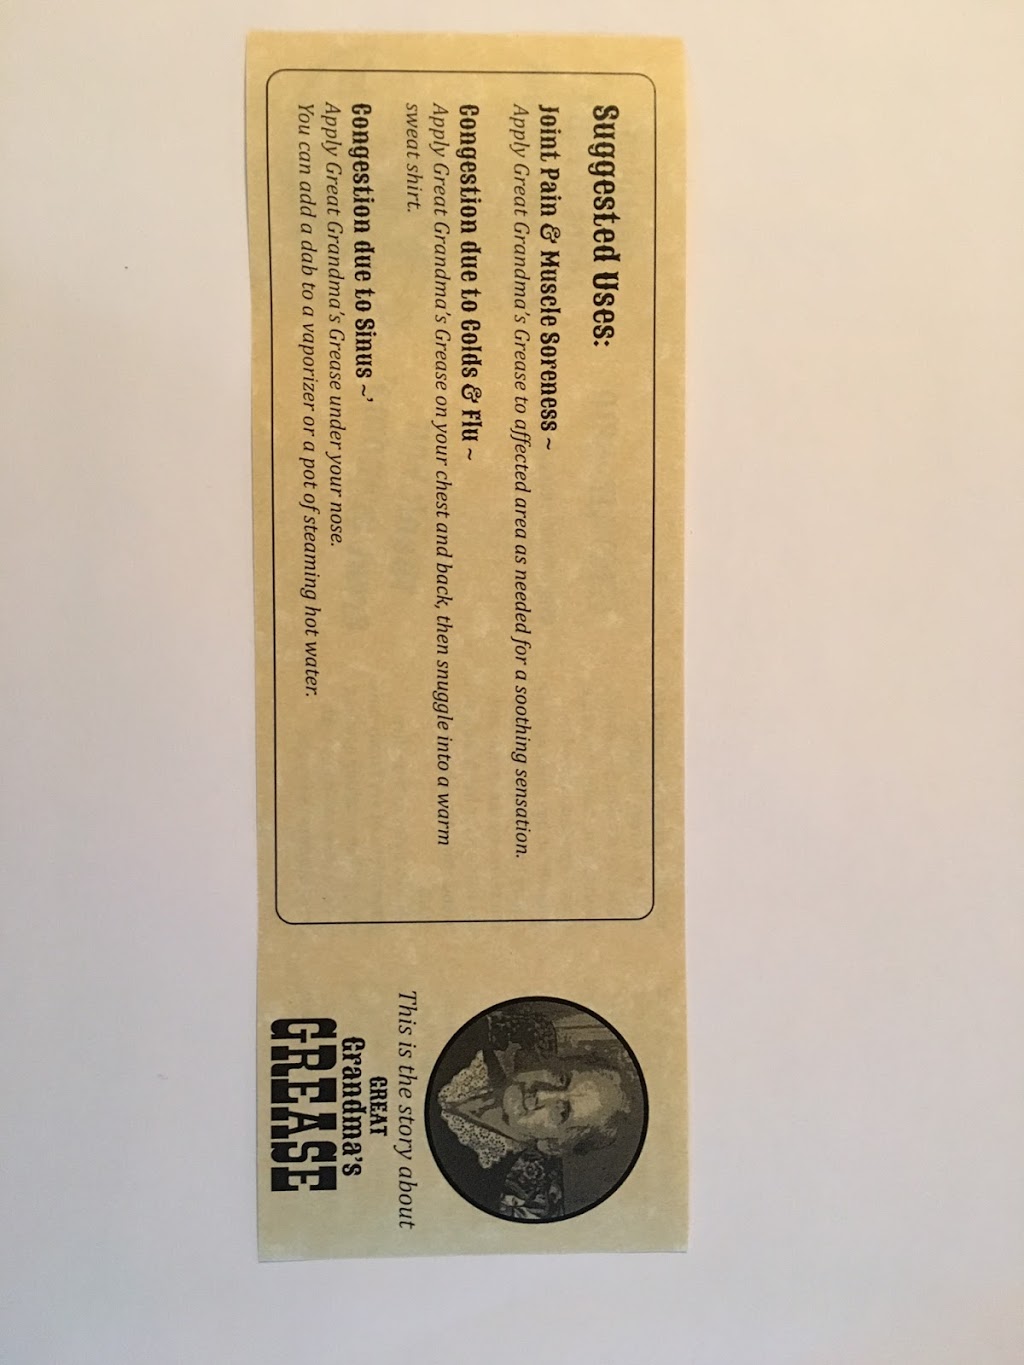 Suggested Uses:
Joint Pain & Muscle Soreness ~
Apply Great Grandma's Grease to affected area as needed for a soothing sensation.
Congestion due to Colds & Flu ~
Apply Great Grandma's Grease on your chest and back, then snuggle into a warm
sweat shirt.
Congestion due to Sinus ~'
Apply Great Grandma's Grease under your nose.
You can add a dab to a vaporizer or a pot of steaming hot water.
This is the story about
GREAT
Grandma's
GREASE